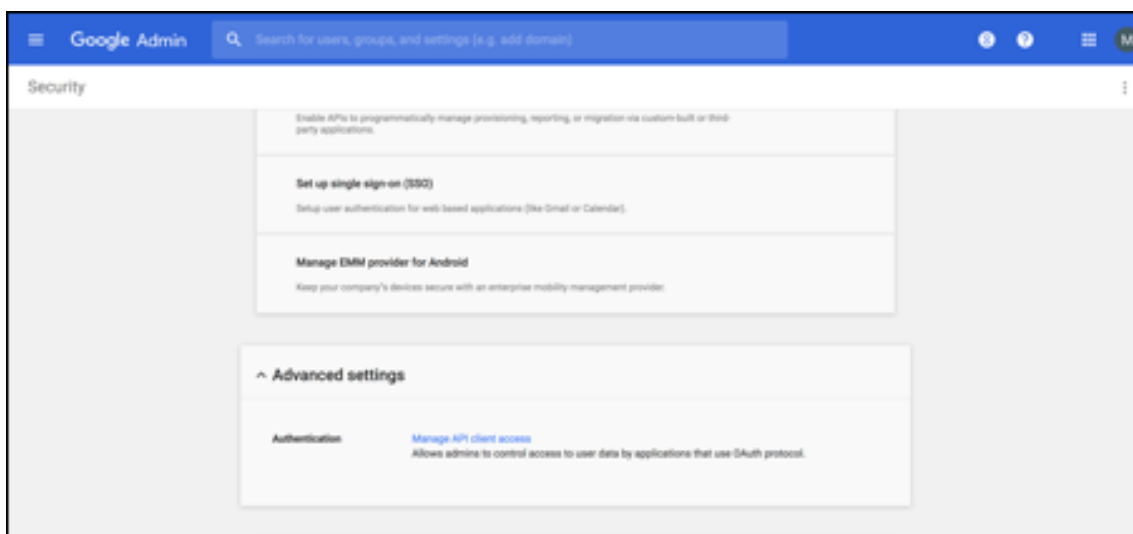 Google Admin
Search for users, groups, and settings (e.g. add domain)
M
Security
Enable APIs to programmatically manage provisioning, reporting, or migration via custom-built or third-
party applications.
Set up single sign-on (SSO)
Setup user authentication for web based applications (like Gmail or Calendar).
Manage EMM provider for Android
Keep your company's devices secure with an enterprise mobility management provider.
Advanced settings
Authentication
Manage API client access
Allows admins to control access to user data by applications that use OAuth protocol.